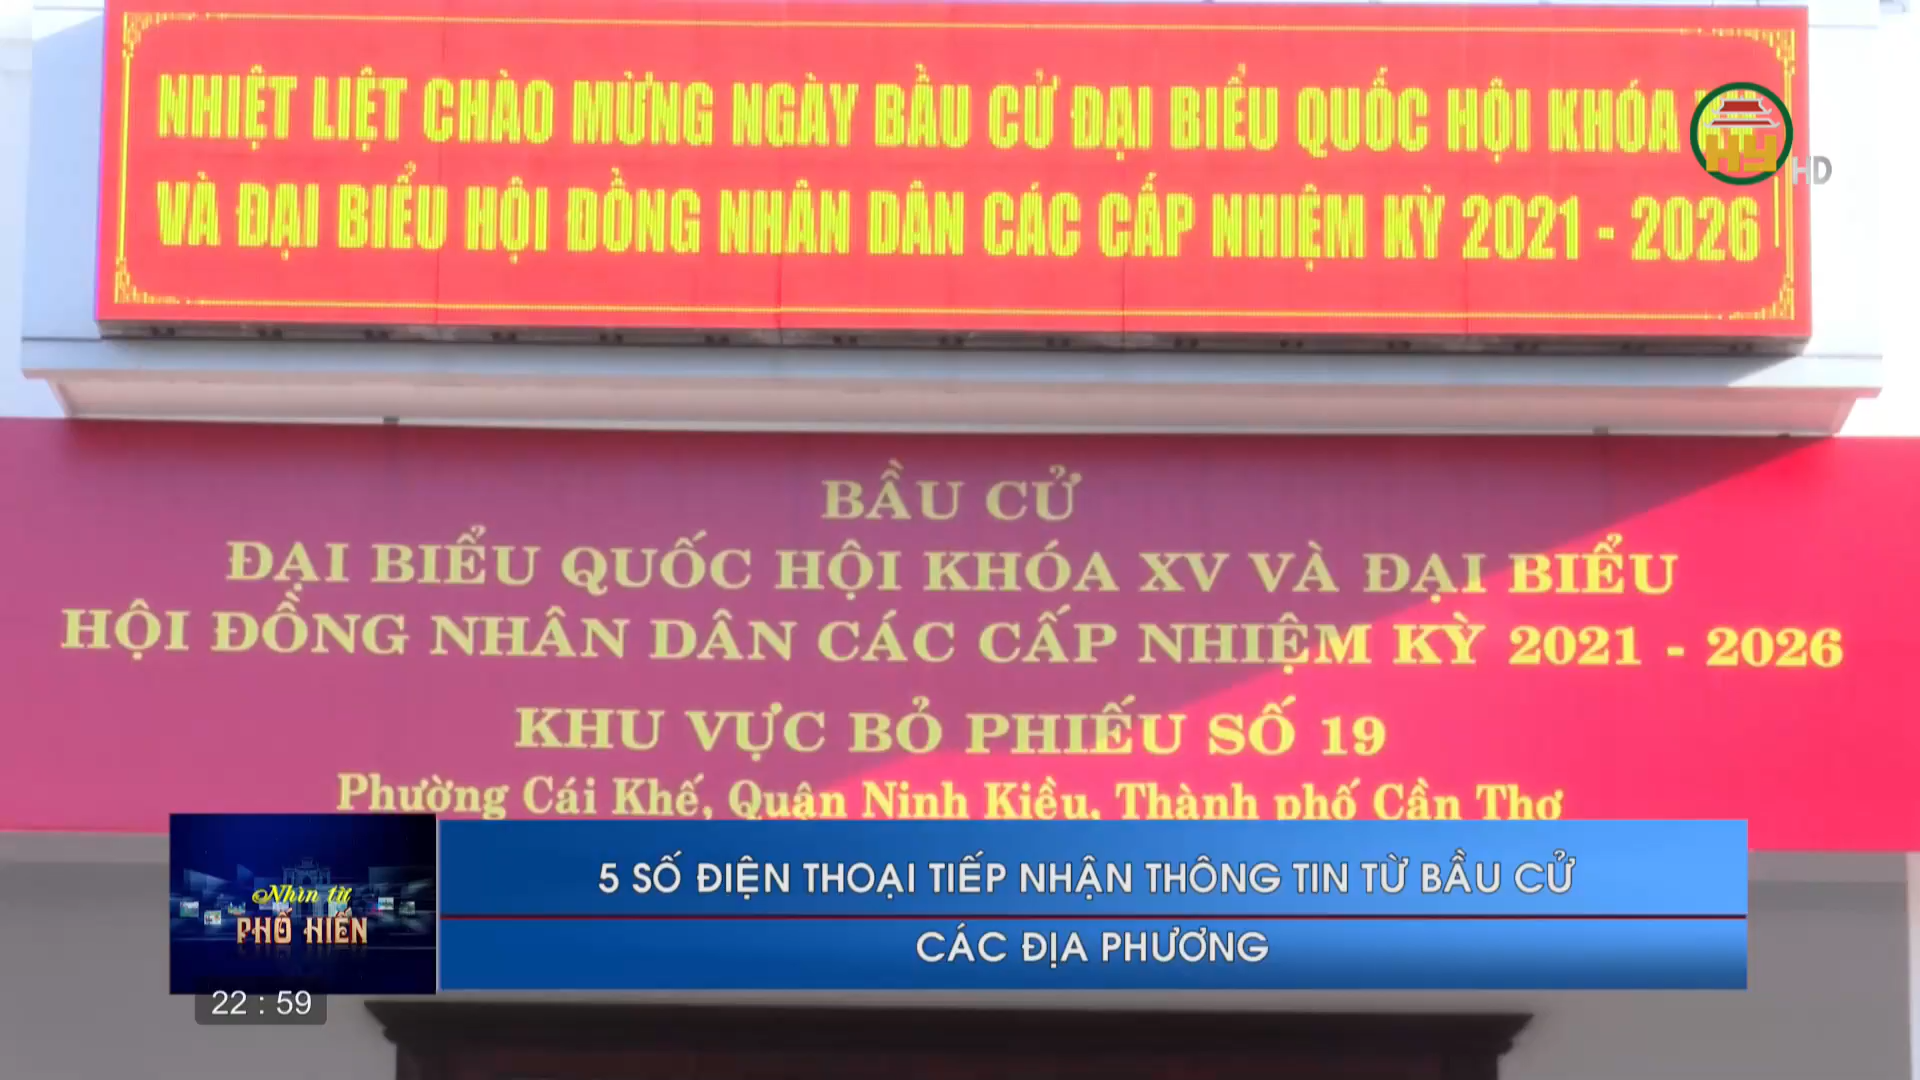 NHIỆT LIỆT CHÀO MỪNG NGÀY BẦU CỬ ĐẠI BIỂU QUỐC HỘI KHÓA
VÀ ĐẠI BIỂU HỘI ĐỒNG NHÂN DÂN CÁC CẤP NHIỆM KỲ 2021 - 2026
HY HD
BẦU CỬ
ĐẠI BIỂU QUỐC HỘI KHÓA XV VÀ ĐẠI BIỂU
HỘI ĐỒNG NHÂN DÂN CÁC CẤP NHIỆM KỲ 2021 - 2026
KHU VỰC BỎ PHIẾU SỐ 19
Phường Cái Khế, Quận Ninh Kiều, Thành phố Cần Thơ
Nhìn từ
PHỐ HIẾN
5 SỐ ĐIỆN THOẠI TIẾP NHẬN THÔNG TIN TỪ BẦU CỬ
CÁC ĐỊA PHƯƠNG
22 : 59